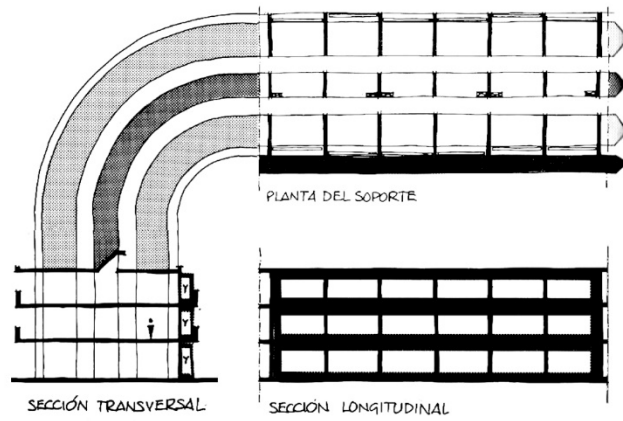 PLANTA DEL SOPORTE
SECCIÓN TRANSVERSAL
SECCIÓN LONGITUDINAL